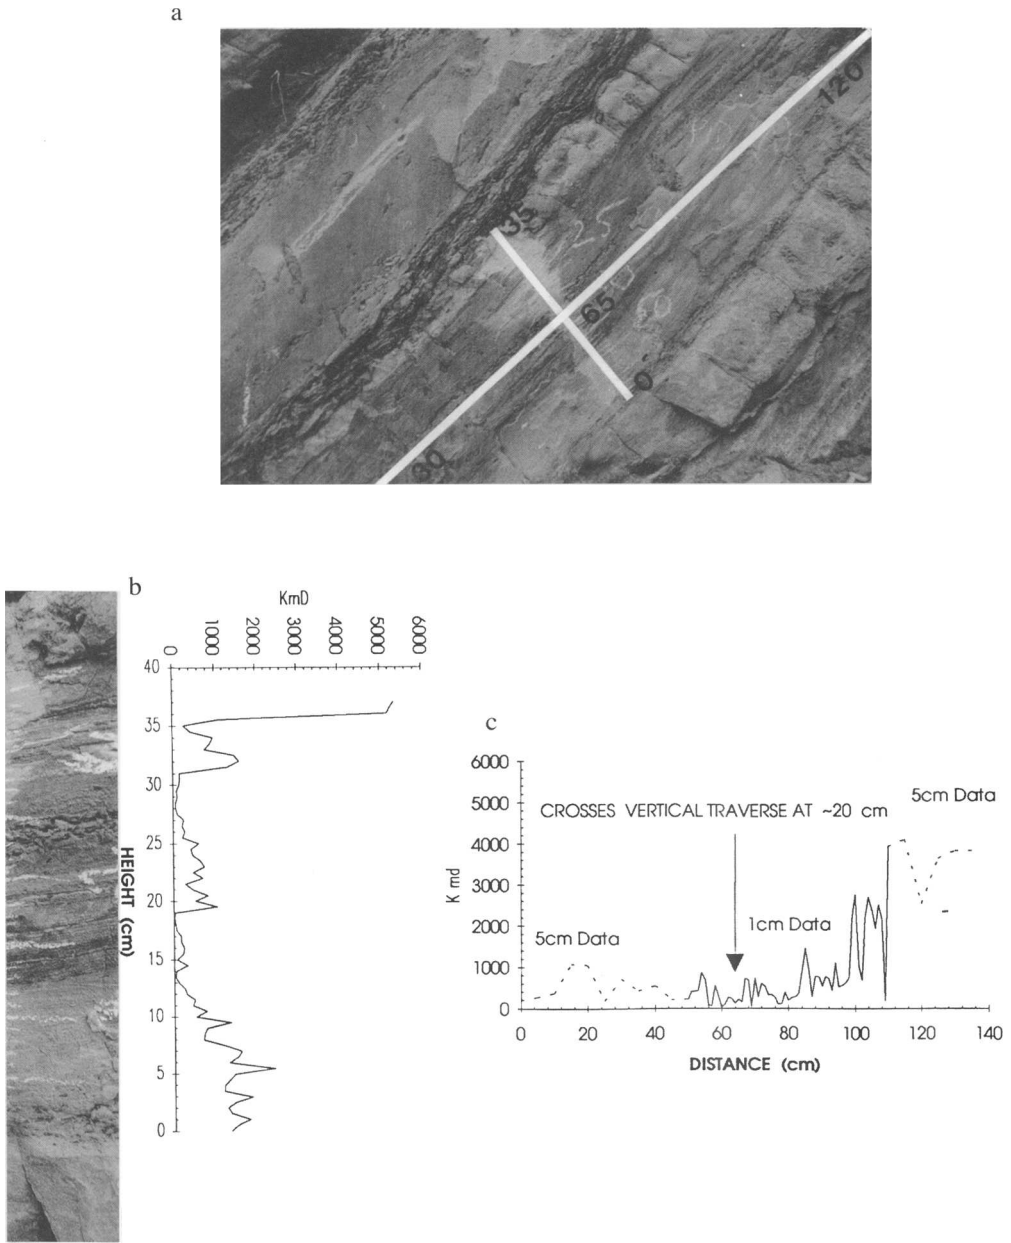 a
120
35
25
65
0
30
b
KmD
0 1000 2000 3000 4000 5000 6000
40
35
30
25
20
15
10
5
0
HEIGHT (cm)
c
6000
5000
4000
3000
2000
1000
0
K md
CROSSES VERTICAL TRAVERSE AT ~20 cm
5cm Data
1cm Data
5cm Data
0 20 40 60 80 100 120 140
DISTANCE (cm)